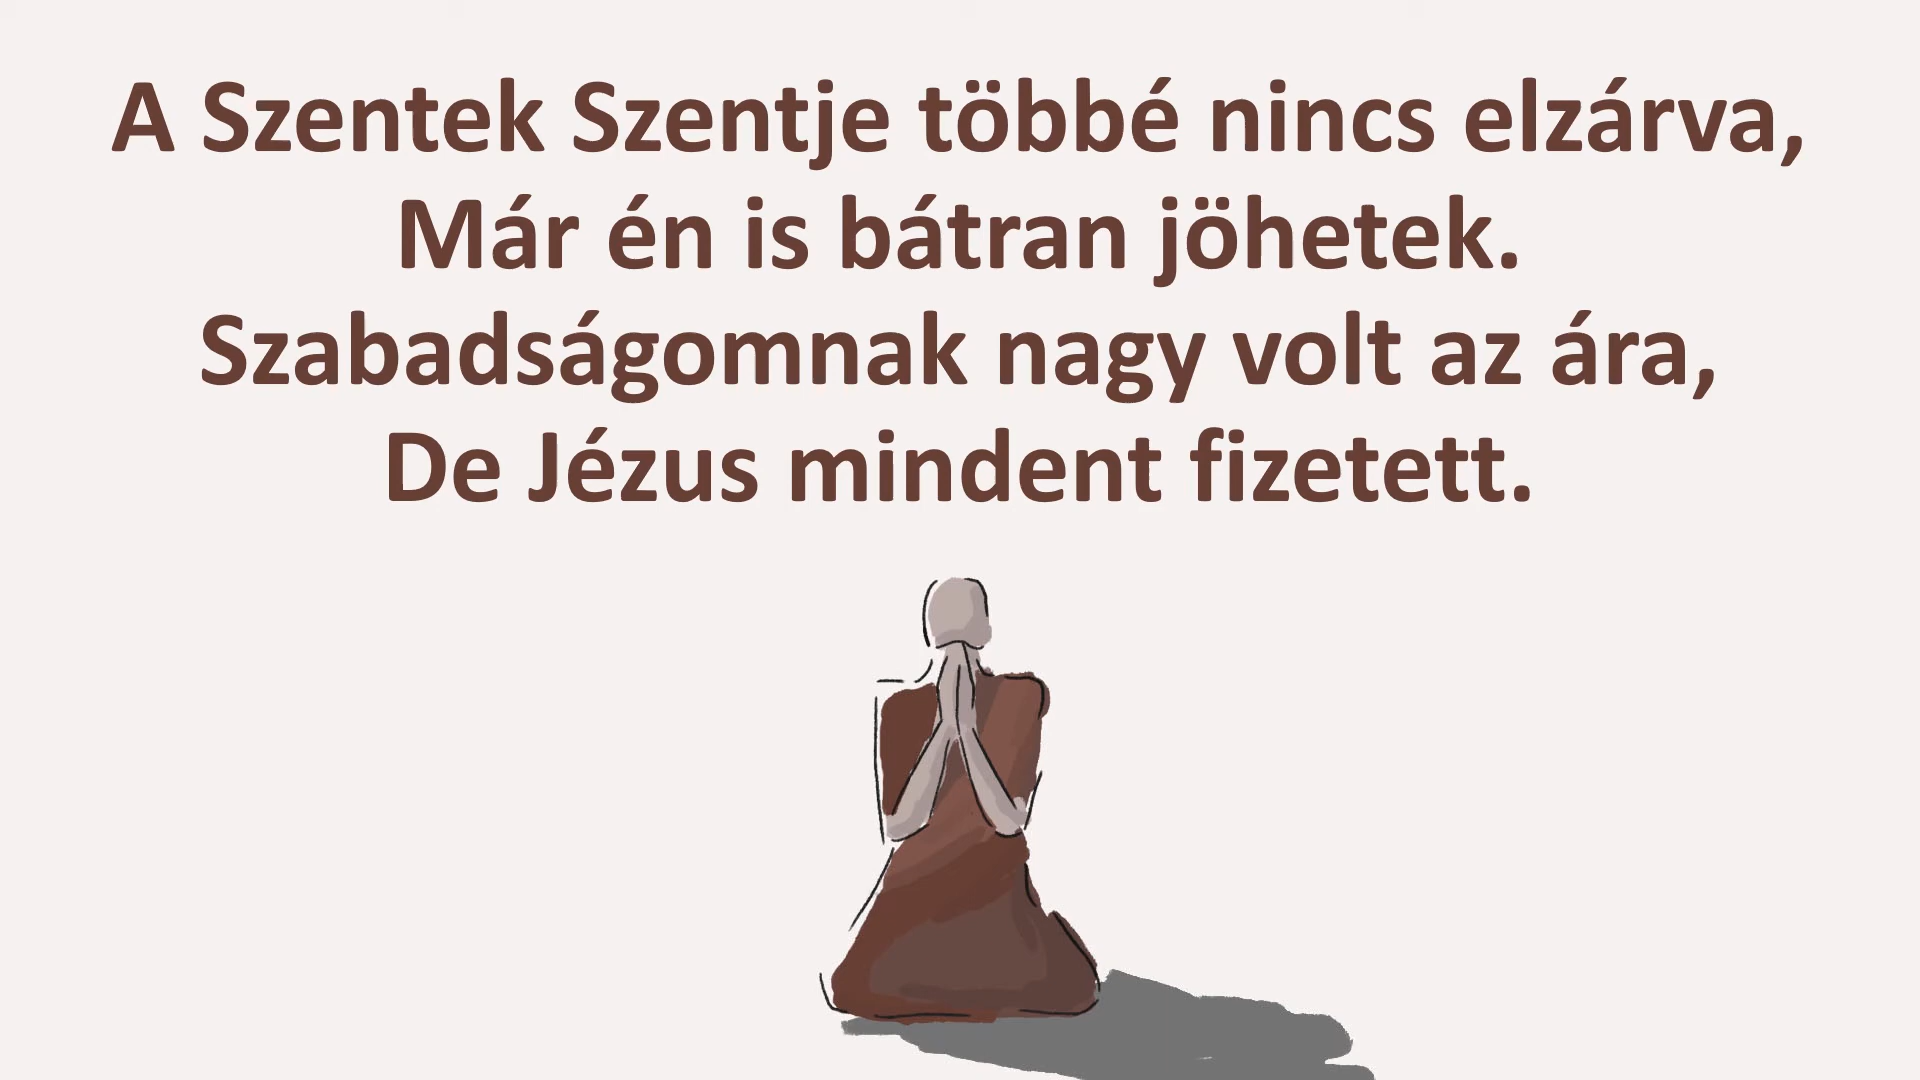 A Szentek Szentje többé nincs elzárva,
Már én is bátran jöhetek.
Szabadságomnak nagy volt az ára,
De Jézus mindent fizetett.